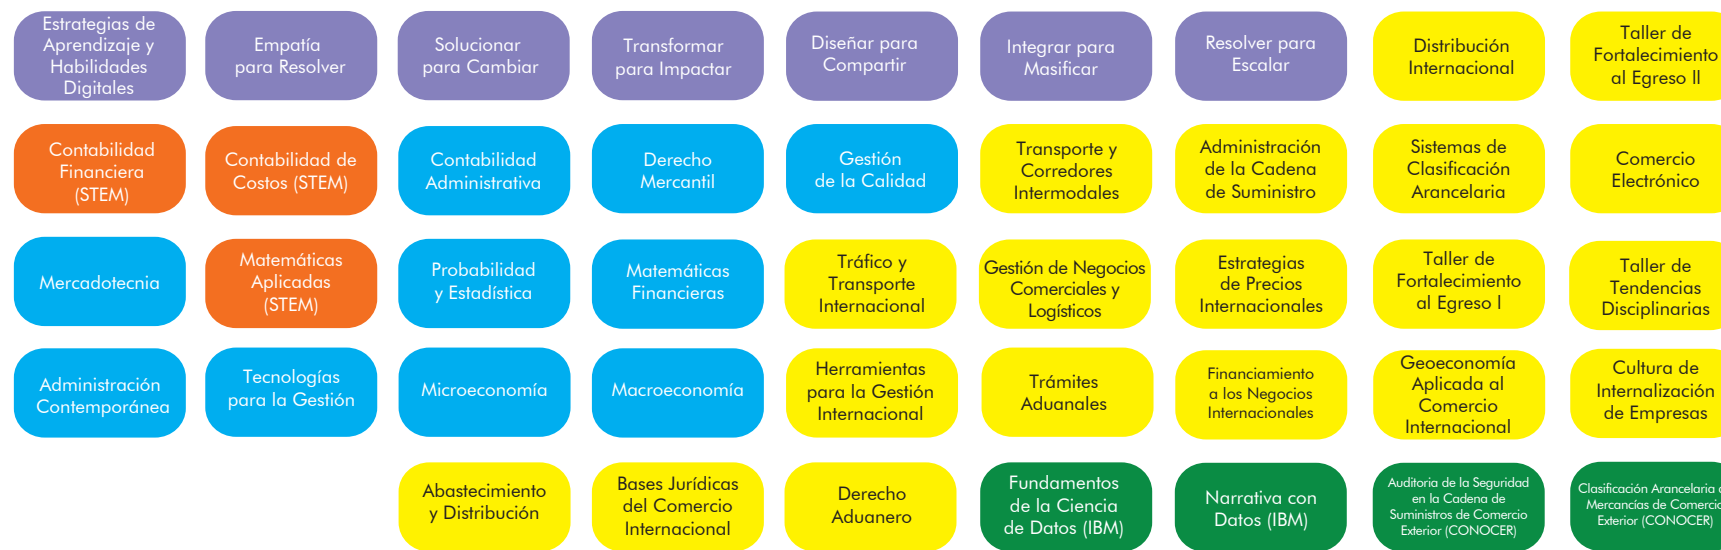 Estrategias de
Aprendizaje y
Habilidades
Digitales
Empatía
para Resolver
Solucionar
para Cambiar
Transformar
para Impactar
Diseñar para
Compartir
Integrar para
Masificar
Resolver para
Escalar
Distribución
Internacional
Taller de
Fortalecimiento
al Egreso II
Contabilidad
Financiera
(STEM)
Contabilidad de
Costos (STEM)
Contabilidad
Administrativa
Derecho
Mercantil
Gestión
de la Calidad
Transporte y
Corredores
Intermodales
Administración
de la Cadena
de Suministro
Sistemas de
Clasificación
Arancelaria
Comercio
Electrónico
Mercadotecnia
Matemáticas
Aplicadas
(STEM)
Probabilidad
y Estadística
Matemáticas
Financieras
Tráfico y
Transporte
Internacional
Gestión de Negocios
Comerciales y
Logísticos
Estrategias
de Precios
Internacionales
Taller de
Fortalecimiento
al Egreso I
Taller de
Tendencias
Disciplinarias
Administración
Contemporánea
Tecnologías
para la Gestión
Microeconomía
Macroeconomía
Herramientas
para la Gestión
Internacional
Trámites
Aduanales
Financiamiento
a los Negocios
Internacionales
Geoeconomía
Aplicada al
Comercio
Internacional
Cultura de
Internalización
de Empresas
Abastecimiento
y Distribución
Bases Jurídicas
del Comercio
Internacional
Derecho
Aduanero
Fundamentos
de la Ciencia
de Datos (IBM)
Narrativa con
Datos (IBM)
Auditoria de la Seguridad
en la Cadena de
Suministros de Comercio
Exterior (CONOCER)
Clasificación Arancelaria
Mercancías de Comercio
Exterior (CONOCER)